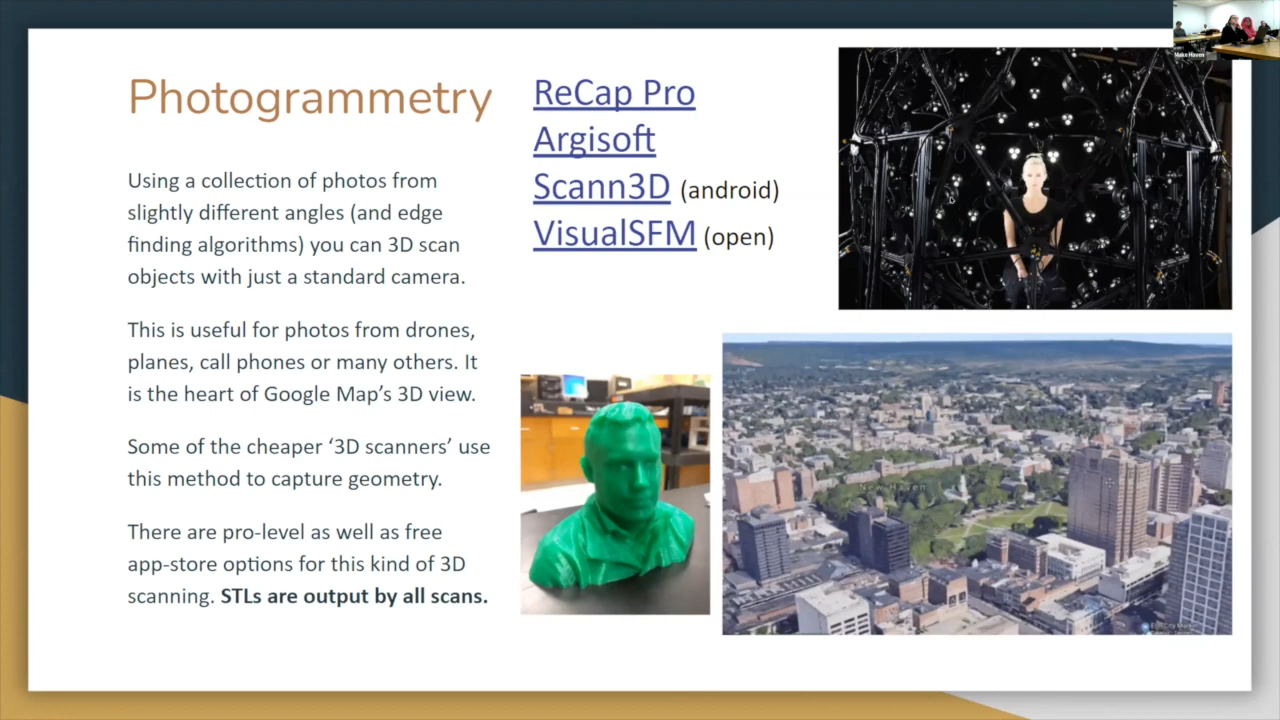 Photogrammetry
Using a collection of photos from
slightly different angles (and edge
finding algorithms) you can 3D scan
objects with just a standard camera.
This is useful for photos from drones,
planes, call phones or many others. It
is the heart of Google Map's 3D view.
Some of the cheaper ‘3D scanners’ use
this method to capture geometry.
There are pro-level as well as free
app-store options for this kind of 3D
scanning. STLs are output by all scans.
ReCap Pro
Argisoft
Scann3D (android)
VisualSFM (open)
Make Haven
New Haven